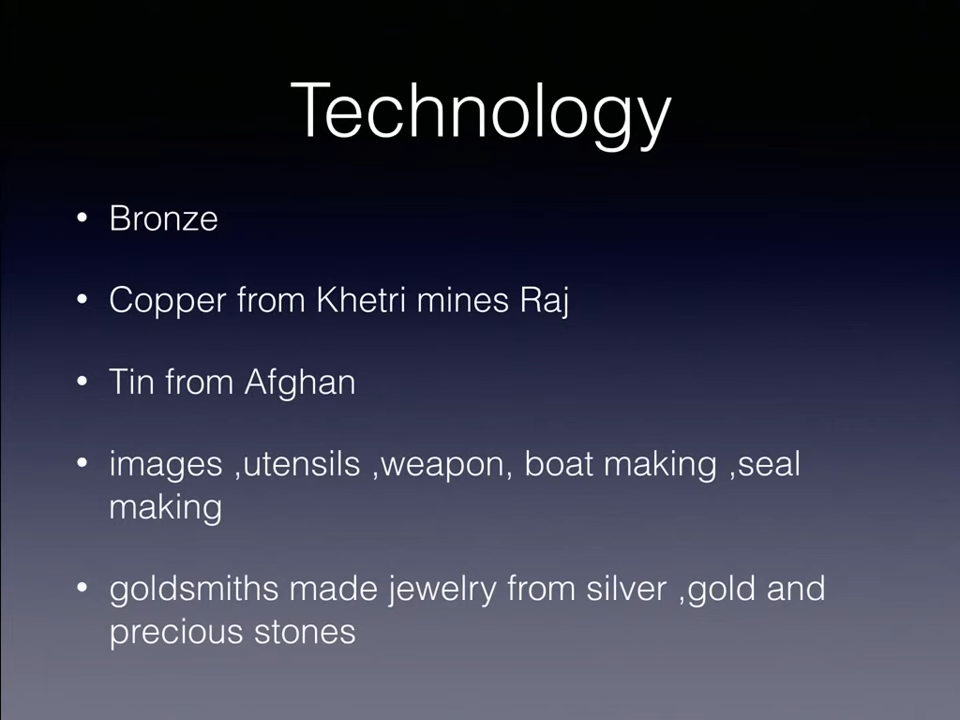 Technology
• Bronze
• Copper from Khetri mines Raj
• Tin from Afghan
• images ,utensils ,weapon, boat making ,seal
making
• goldsmiths made jewelry from silver ,gold and
precious stones